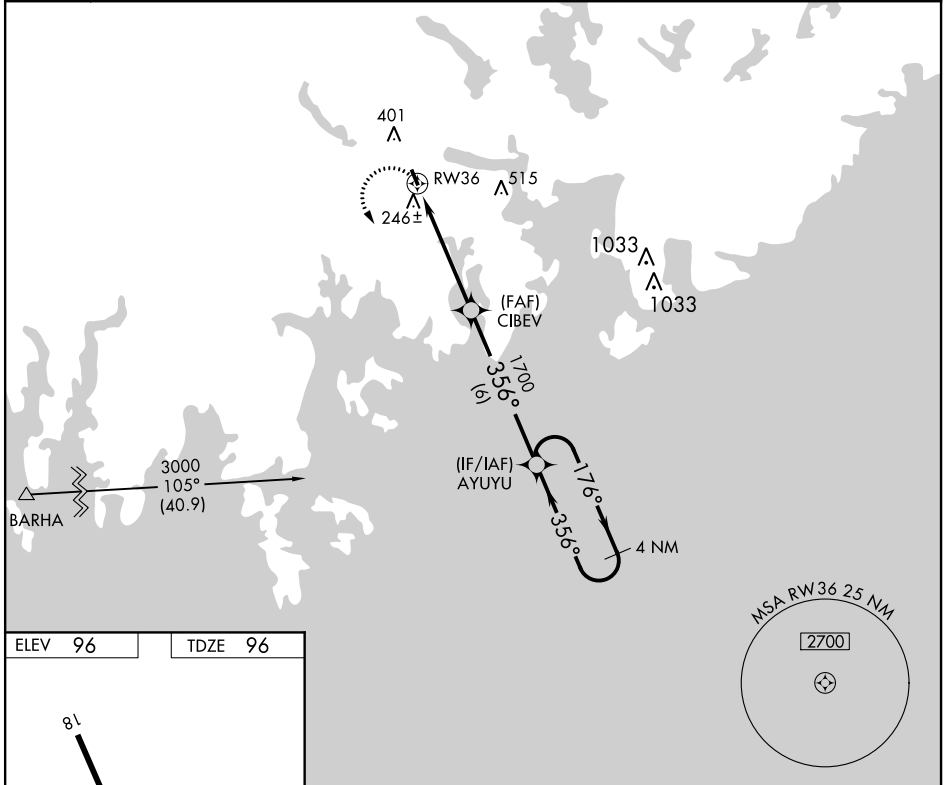 401
RW36
515
246±
1033
1033
(FAF)
CIBEV
1700
356°
(6)
(IF/IAF)
AYUYU
176°
356°
4 NM
3000
105°
(40.9)
BARHA
MSA RW36 25 NM
2700
ELEV 96
TDZE 96
18